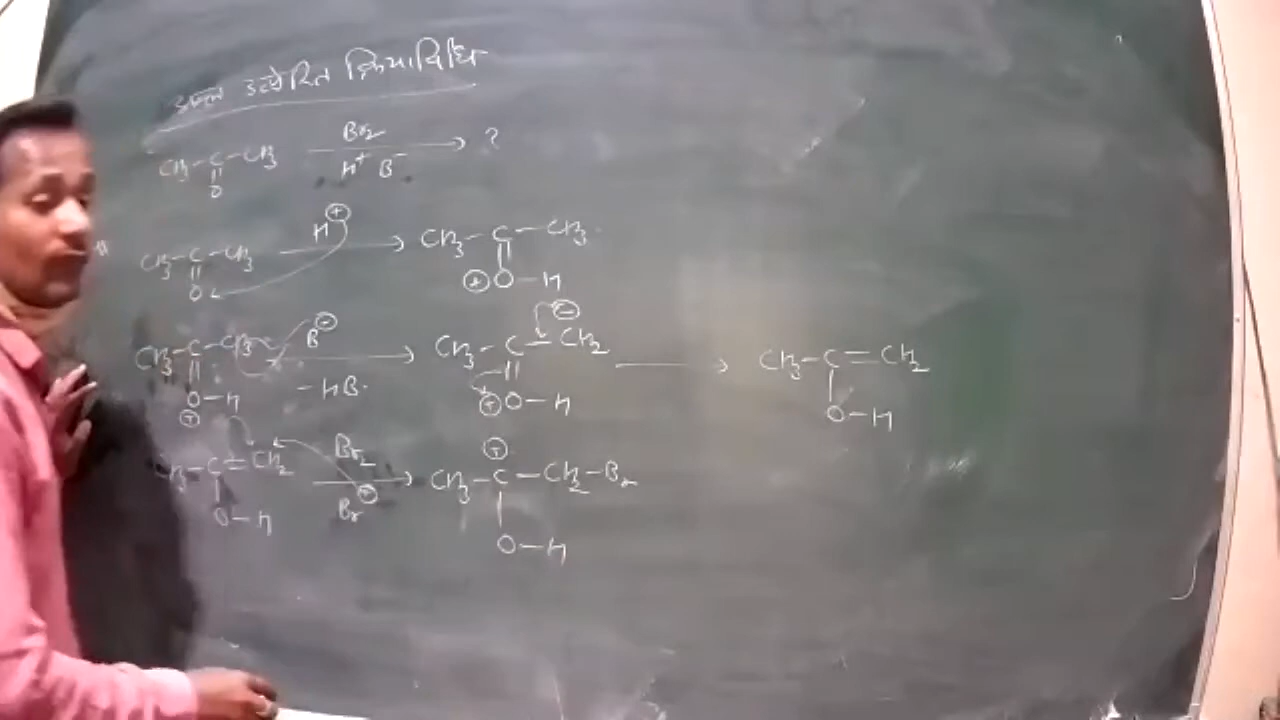 अम्ल उत्प्रेरित क्रियाविधि
CH3-C-CH3 Br2 → ?
|| H+ B-
O
CH3-C-CH3 H⊕ → CH3-C=CH3
|| ||
O ⊕O-H
CH3-C-CH3 B⊖ → CH3-C-CH2⊖ → CH3-C=CH2
|| -HB || |
O-H ⊕O-H O-H
⊕
CH3-C=CH2 Br2 → CH3-C⊕-CH2-Br
| Br⊕ |
O-H O-H